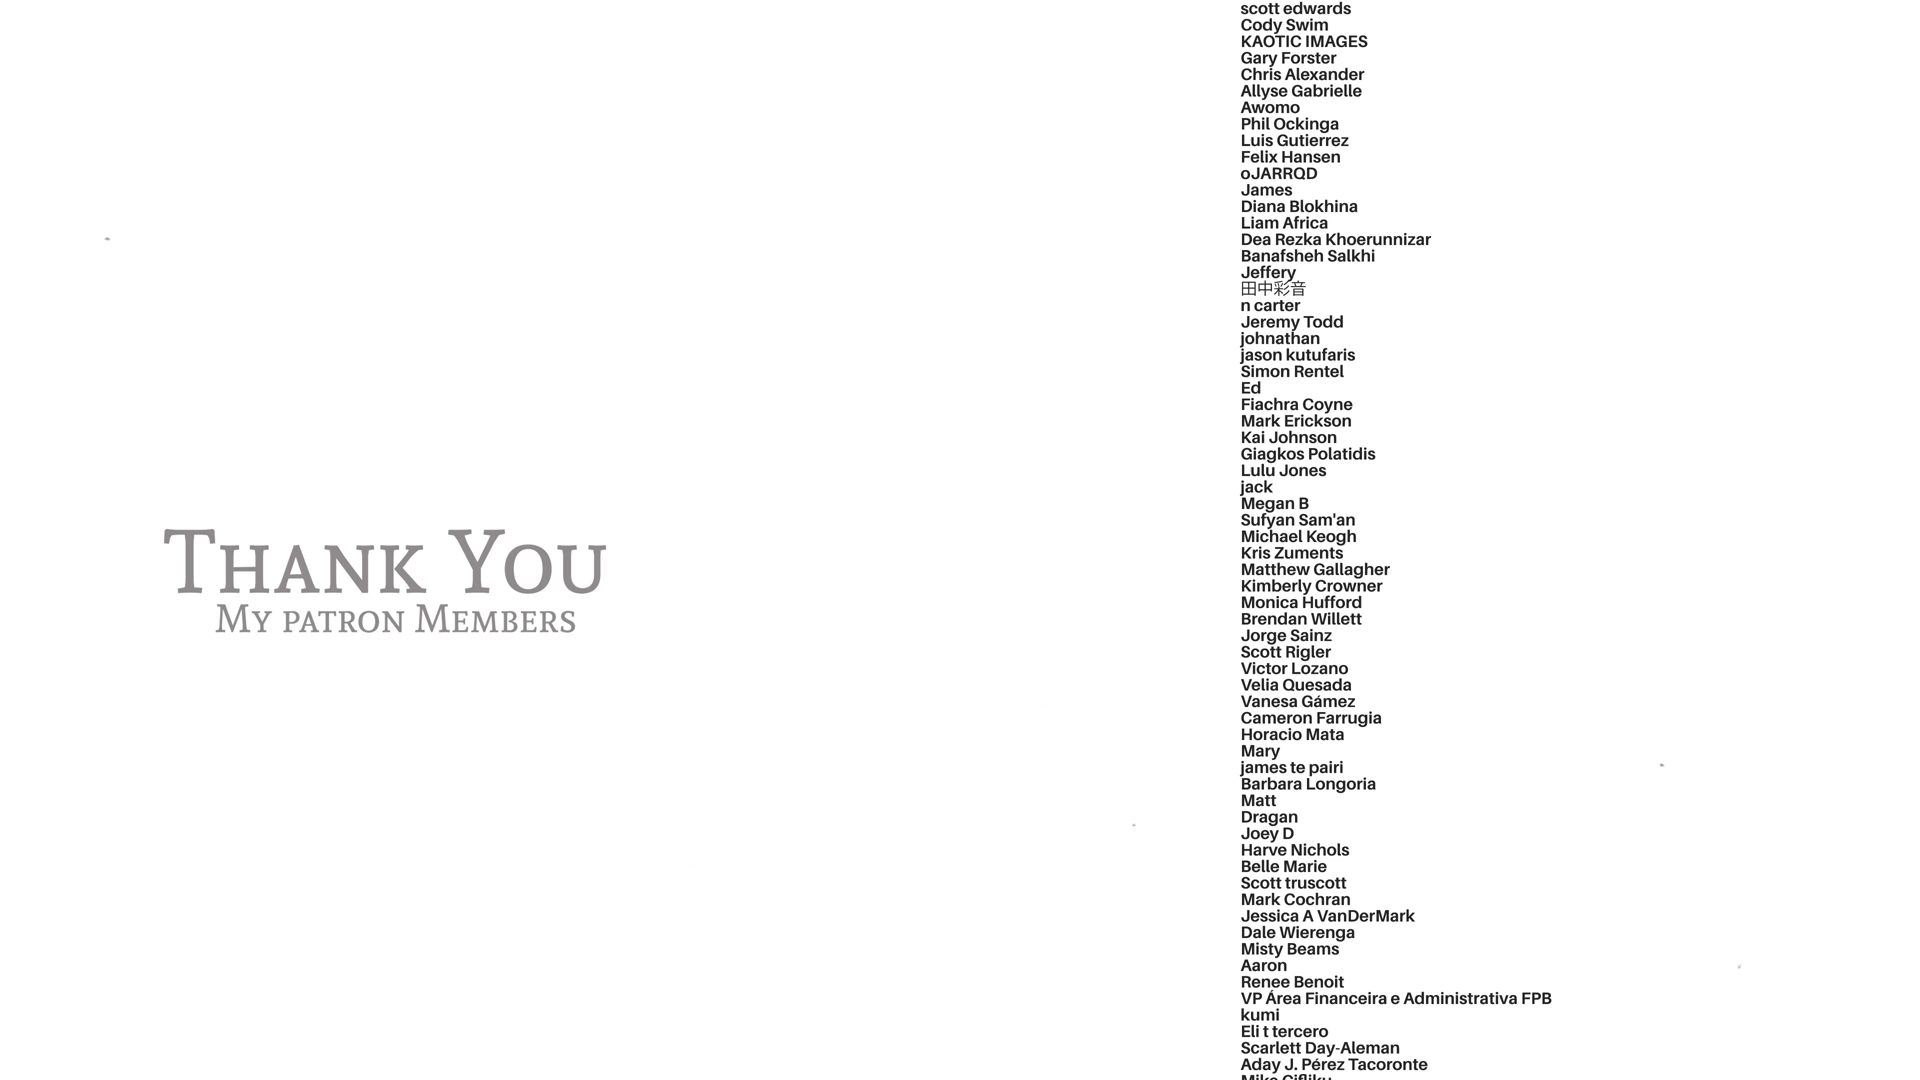 Thank You
My patron Members
scott edwards
Cody Swim
KAOTIC IMAGES
Gary Forster
Chris Alexander
Allyse Gabrielle
Awomo
Phil Ockinga
Luis Gutierrez
Felix Hansen
oJARRQD
James
Diana Blokhina
Liam Africa
Dea Rezka Khoerunnizar
Banafsheh Salkhi
Jeffery
田中彩音
n carter
Jeremy Todd
johnathan
jason kutufaris
Simon Rentel
Ed
Fiachra Coyne
Mark Erickson
Kai Johnson
Giagkos Polatidis
Lulu Jones
jack
Megan B
Sufyan Sam'an
Michael Keogh
Kris Zuments
Matthew Gallagher
Kimberly Crowner
Monica Hufford
Brendan Willett
Jorge Sainz
Scott Rigler
Victor Lozano
Velia Quesada
Vanesa Gámez
Cameron Farrugia
Horacio Mata
Mary
james te pairi
Barbara Longoria
Matt
Dragan
Joey D
Harve Nichols
Belle Marie
Scott truscott
Mark Cochran
Jessica A VanDerMark
Dale Wierenga
Misty Beams
Aaron
Renee Benoit
VP Área Financeira e Administrativa FPB
kumi
Eli t tercero
Scarlett Day-Aleman
Aday J. Pérez Tacoronte
Mike